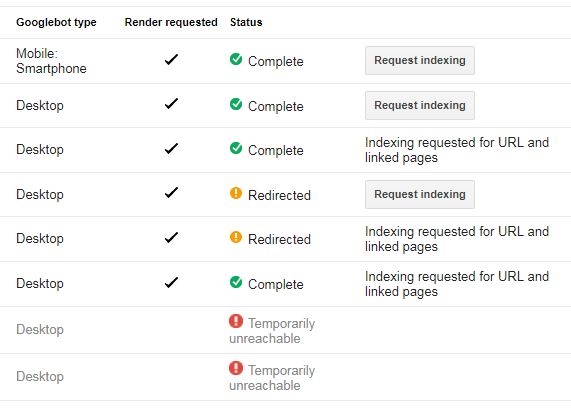 Googlebot type Render requested Status
Mobile:
Smartphone
Complete
Request indexing
Desktop
Complete
Request indexing
Desktop
Complete
Indexing requested for URL and
linked pages
Desktop
Redirected
Request indexing
Desktop
Redirected
Indexing requested for URL and
linked pages
Desktop
Complete
Indexing requested for URL and
linked pages
Desktop
Temporarily
unreachable
Desktop
Temporarily
unreachable